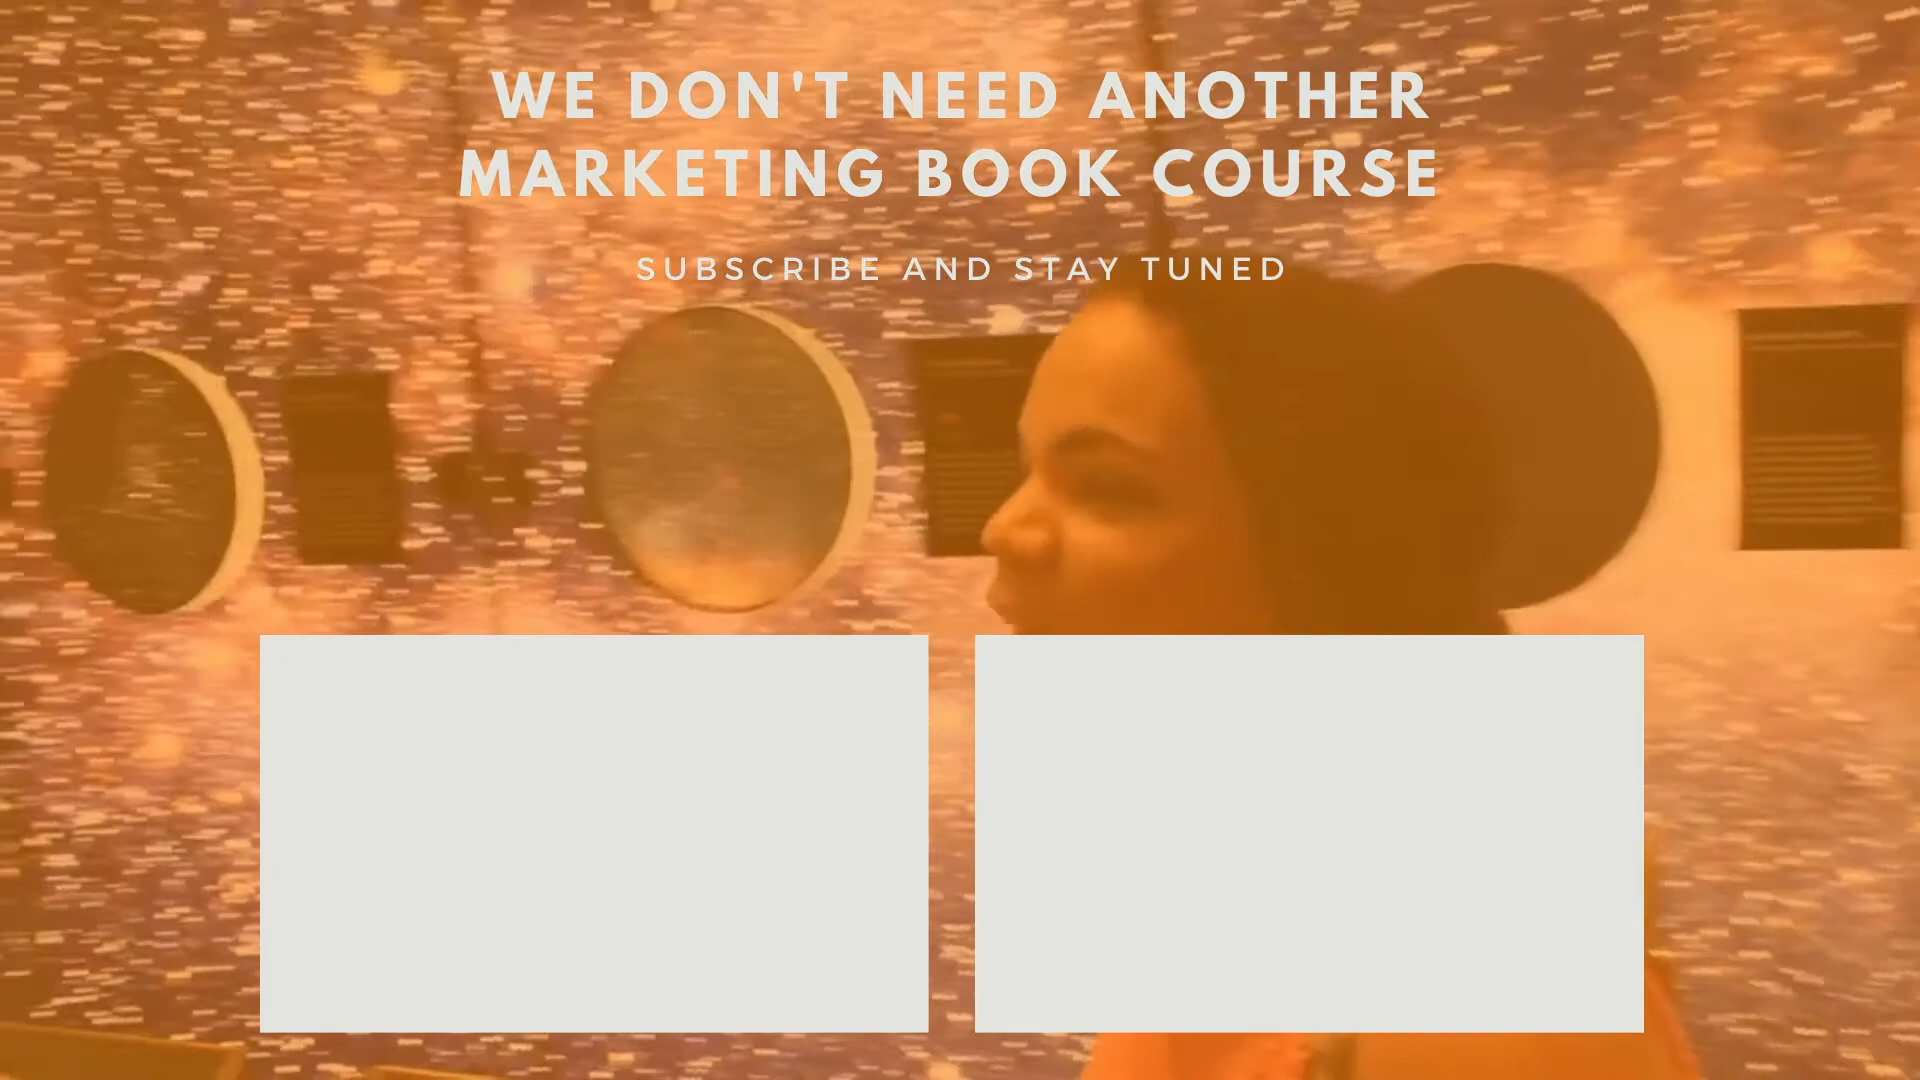 WE DON'T NEED ANOTHER
MARKETING BOOK COURSE
SUBSCRIBE AND STAY TUNED